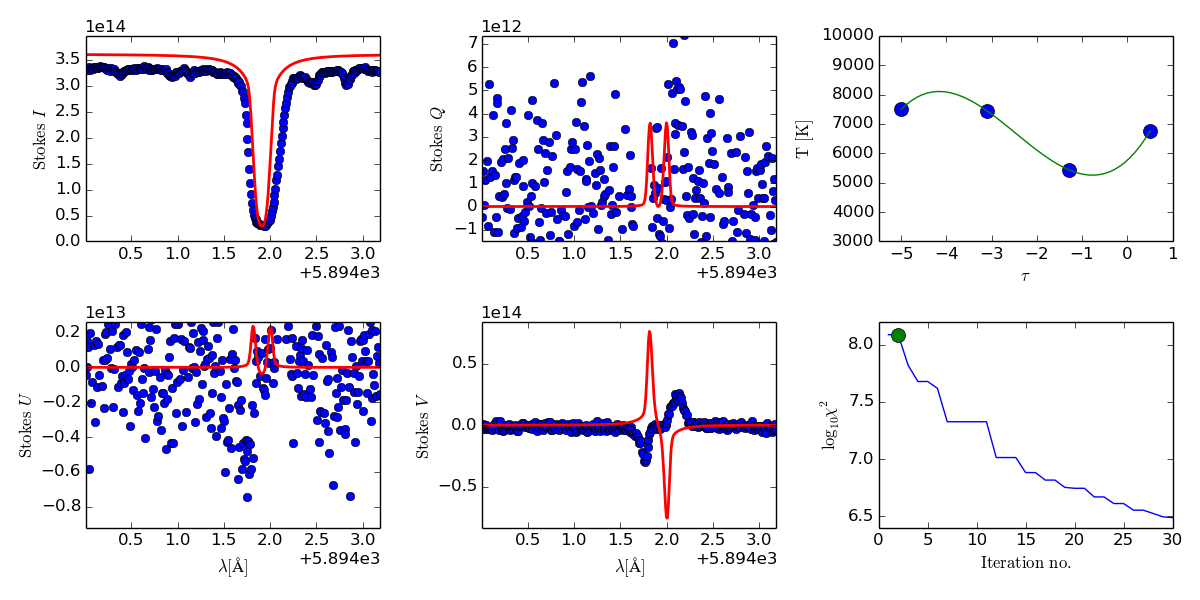 1e14
Stokes I
3.5
3.0
2.5
2.0
1.5
1.0
0.5
0.0
0.5 1.0 1.5 2.0 2.5 3.0
+5.894e3
1e12
Stokes Q
7
6
5
4
3
2
1
0
−1
0.5 1.0 1.5 2.0 2.5 3.0
+5.894e3
T [K]
10000
9000
8000
7000
6000
5000
4000
3000
−5 −4 −3 −2 −1 0 1
τ
1e13
Stokes U
0.2
0.0
−0.2
−0.4
−0.6
−0.8
0.5 1.0 1.5 2.0 2.5 3.0
+5.894e3
λ[Å]
1e14
Stokes V
0.5
0.0
−0.5
0.5 1.0 1.5 2.0 2.5 3.0
+5.894e3
λ[Å]
log₁₀χ²
8.0
7.5
7.0
6.5
0 5 10 15 20 25 30
Iteration no.